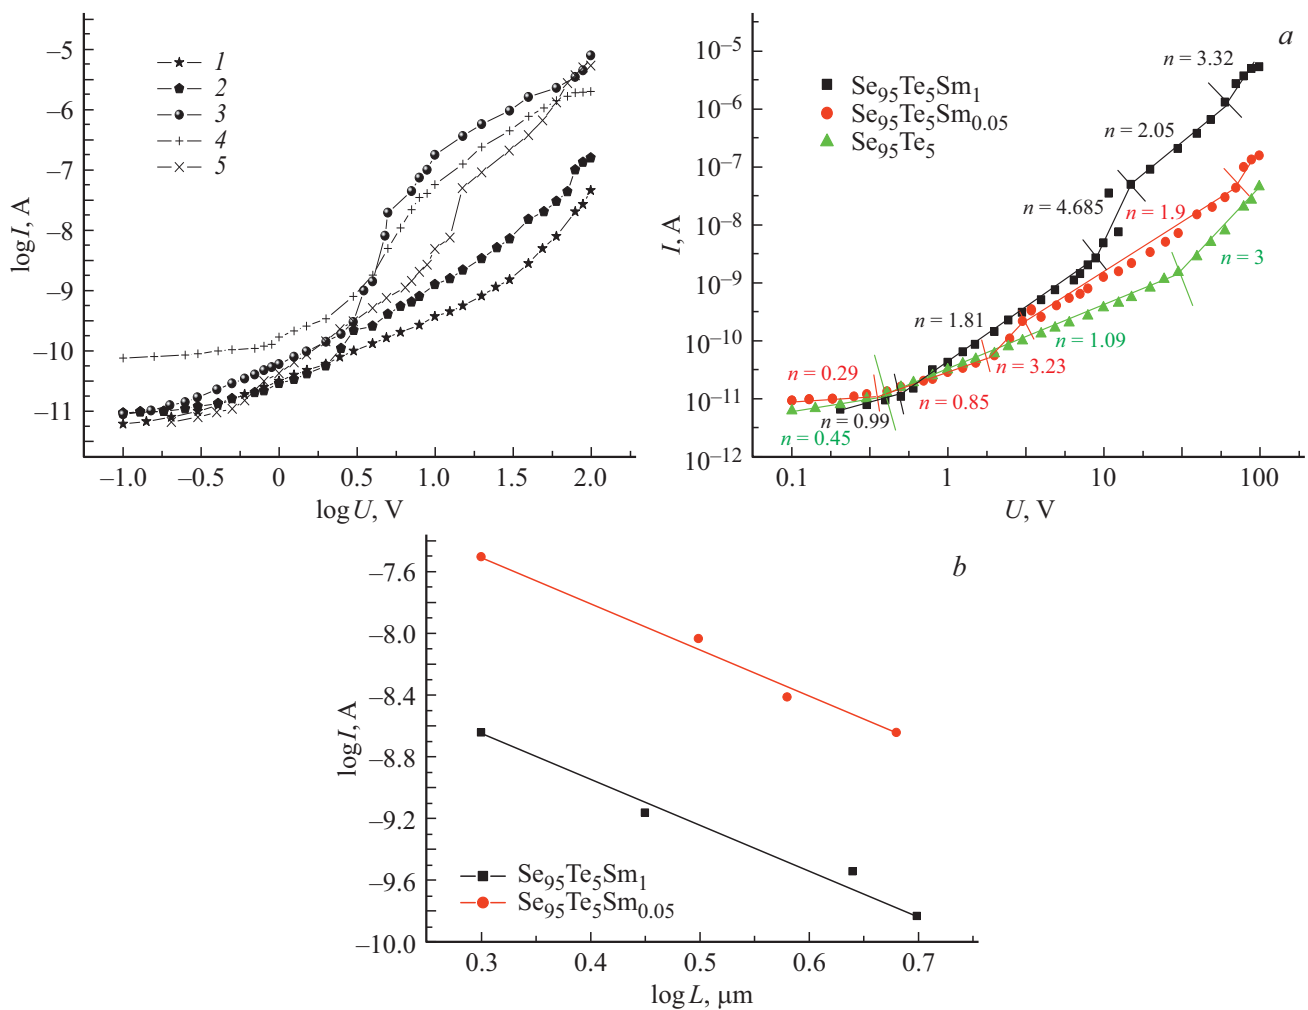 –5
–6
–7
–8
–9
–10
–11
log I, A
1
2
3
4
5
–1.0
–0.5
0
0.5
1.0
1.5
2.0
log U, V
a
10–5
10–6
10–7
10–8
10–9
10–10
10–11
10–12
I, A
Se95Te5Sm1
Se95Te5Sm0.05
Se95Te5
n = 3.32
n = 2.05
n = 4.685
n = 1.9
n = 3
n = 1.81
n = 1.09
n = 3.23
n = 0.29
n = 0.85
n = 0.99
n = 0.45
0.1
1
10
100
U, V
b
–7.6
–8.0
–8.4
–8.8
–9.2
–9.6
–10.0
log I, A
Se95Te5Sm1
Se95Te5Sm0.05
0.3
0.4
0.5
0.6
0.7
log L, μm